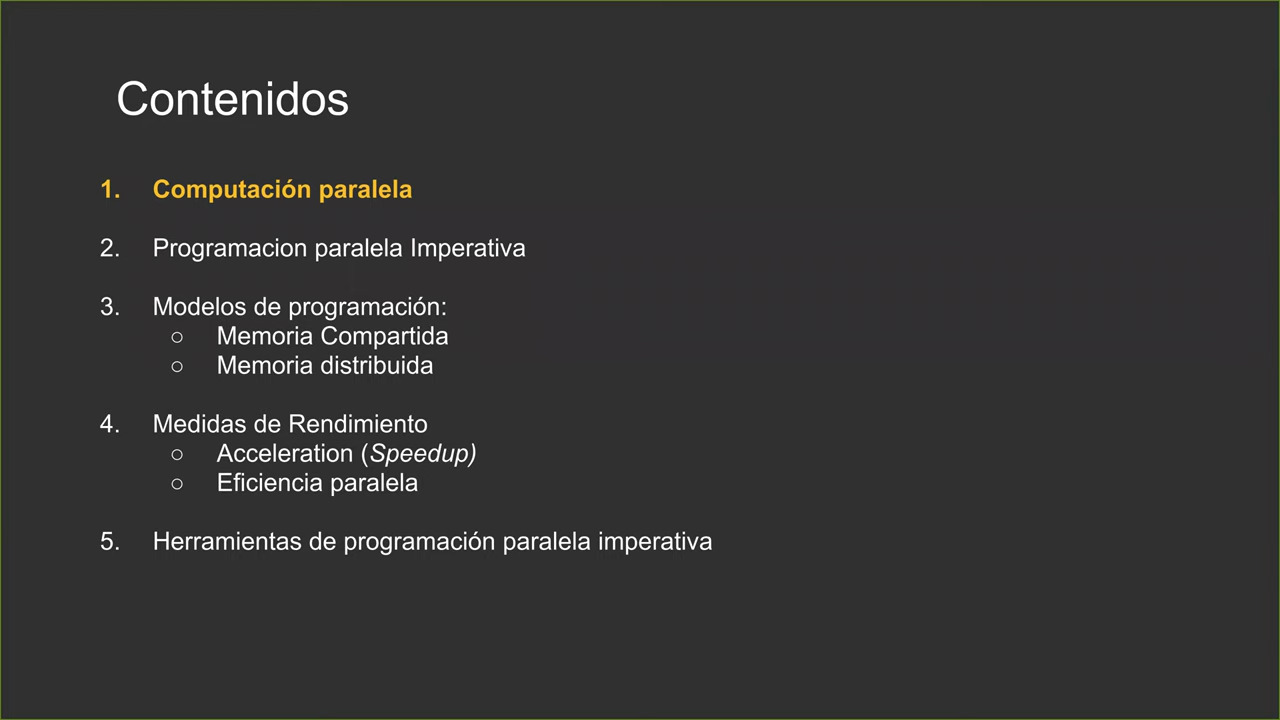 Contenidos
1. Computación paralela
2. Programacion paralela Imperativa
3. Modelos de programación:
○ Memoria Compartida
○ Memoria distribuida
4. Medidas de Rendimiento
○ Acceleration (Speedup)
○ Eficiencia paralela
5. Herramientas de programación paralela imperativa